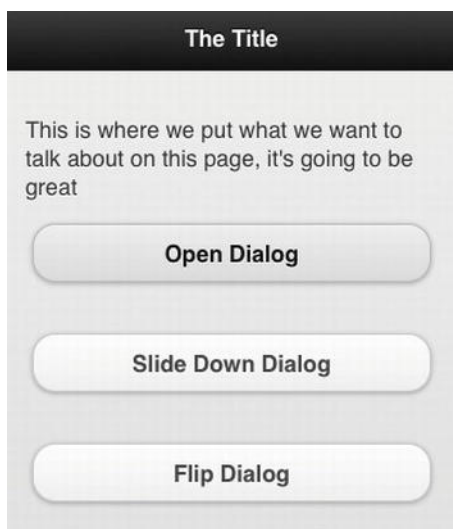 The Title
This is where we put what we want to
talk about on this page, it's going to be
great
Open Dialog
Slide Down Dialog
Flip Dialog